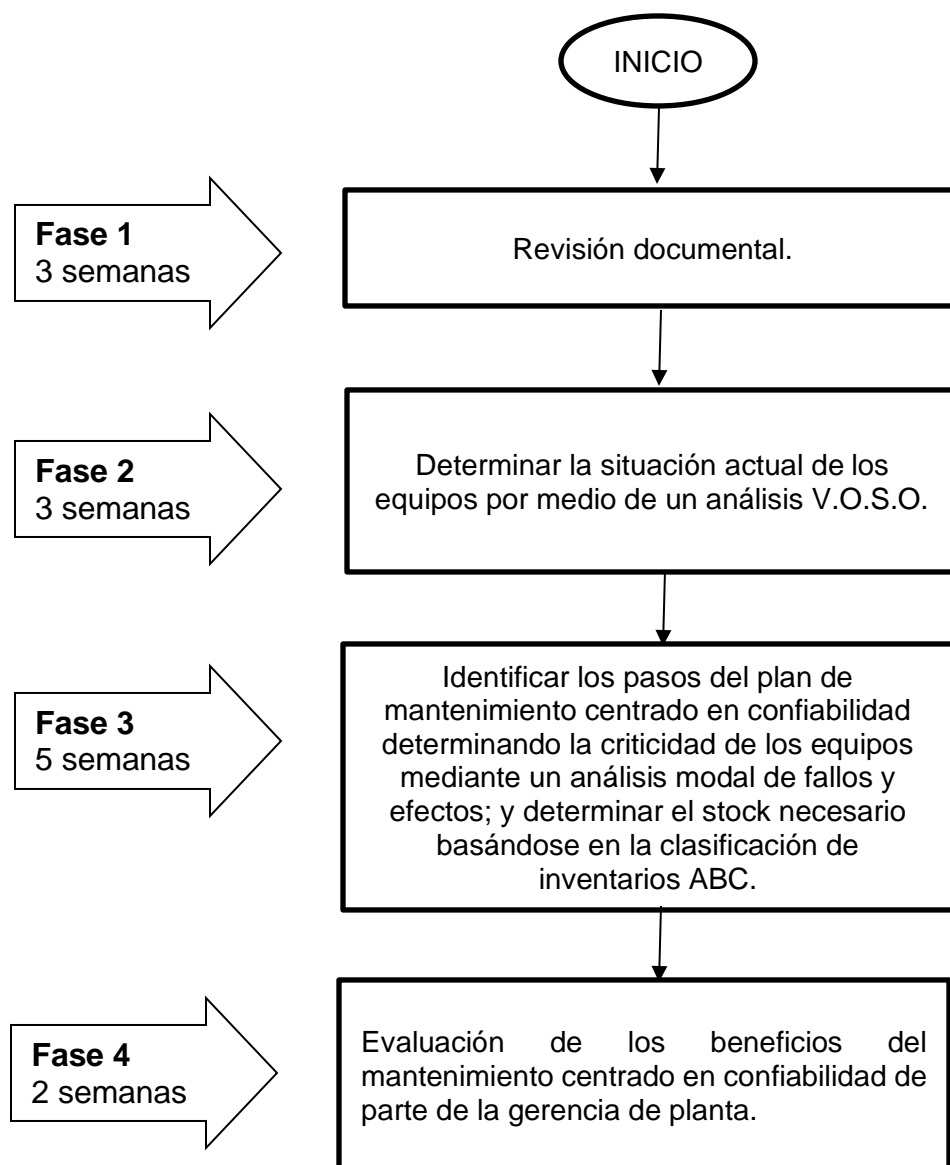 INICIO
Fase 1
3 semanas
Revisión documental.
Fase 2
3 semanas
Determinar la situación actual de los
equipos por medio de un análisis V.O.S.O.
Fase 3
5 semanas
Identificar los pasos del plan de
mantenimiento centrado en confiabilidad
determinando la criticidad de los equipos
mediante un análisis modal de fallos y
efectos; y determinar el stock necesario
basándose en la clasificación de
inventarios ABC.
Fase 4
2 semanas
Evaluación de los beneficios del
mantenimiento centrado en confiabilidad de
parte de la gerencia de planta.